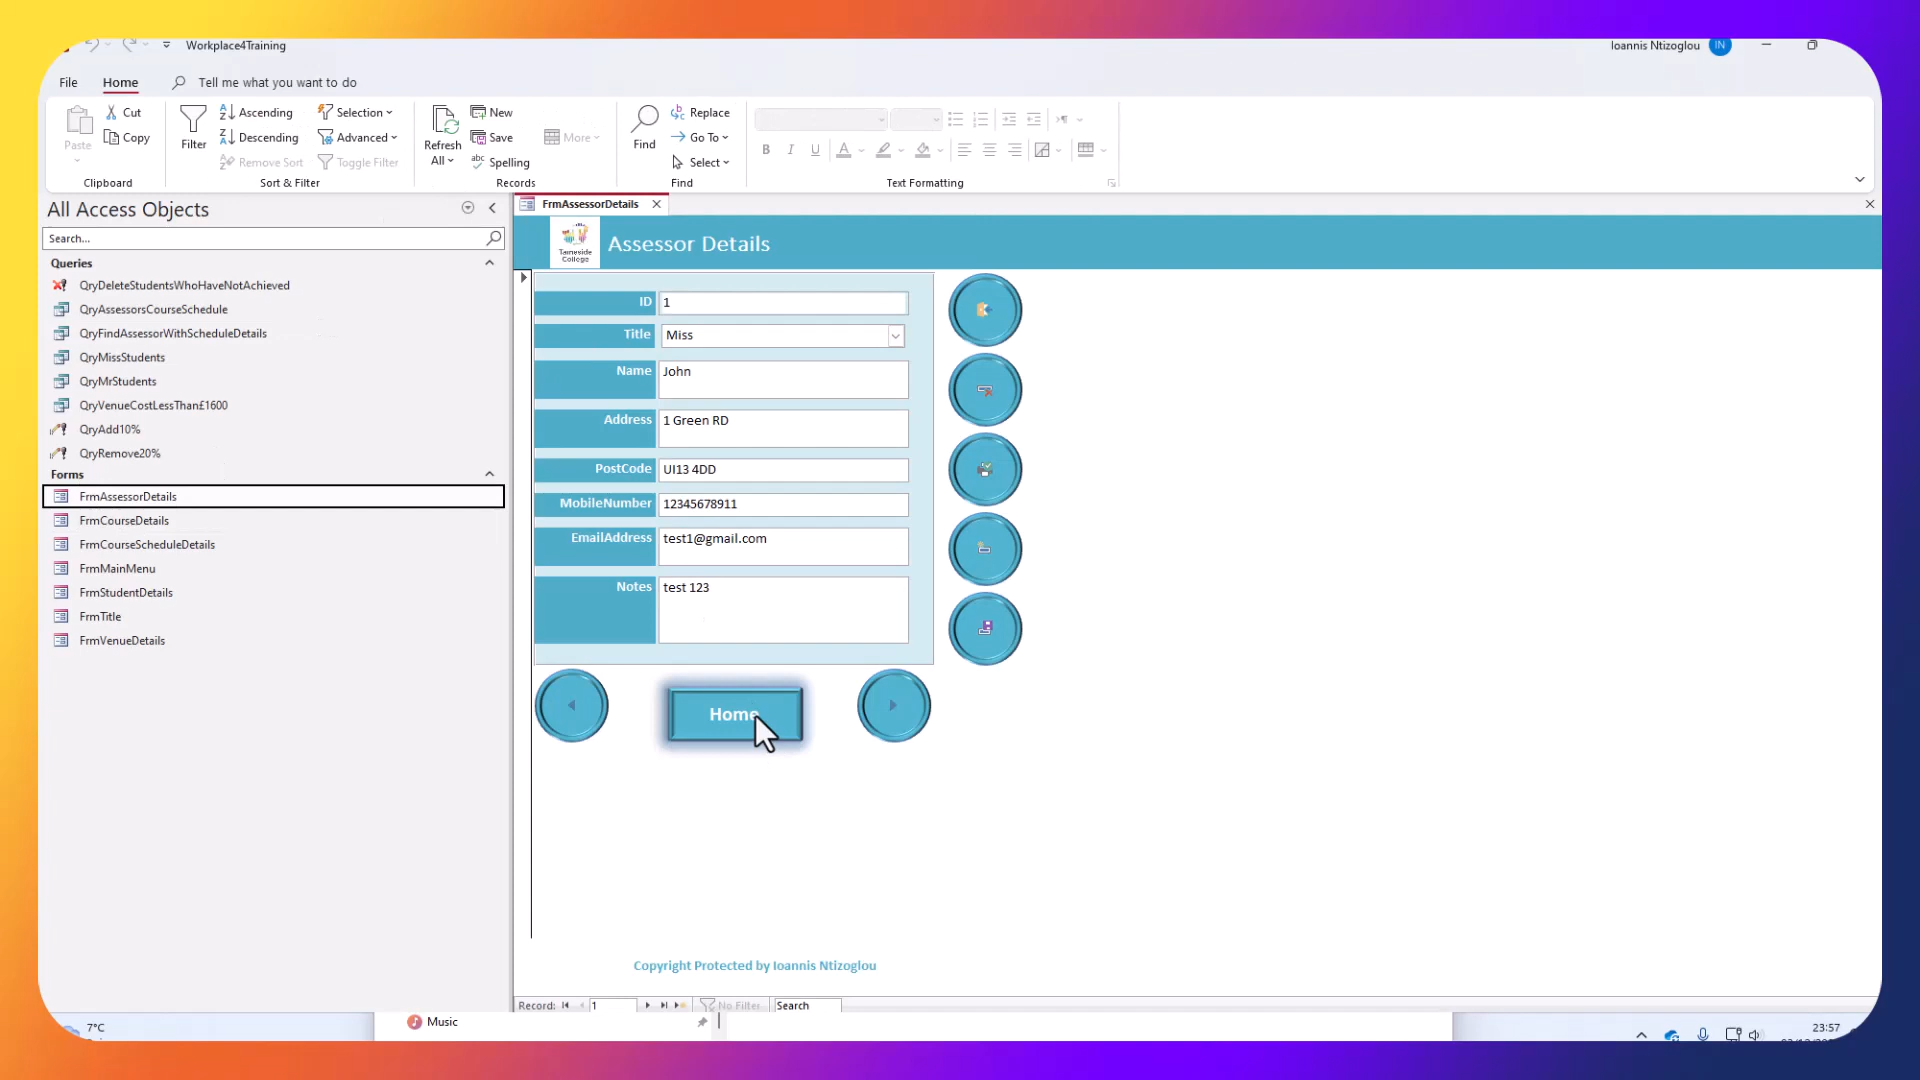 Workplace4Training
Ioannis Ntizoglou IN
File Home Tell me what you want to do
Paste Cut Copy
Clipboard
Filter Ascending Descending Remove Sort Selection Advanced Toggle Filter
Sort & Filter
Refresh All New Save Spelling More
Records
Find Replace Go To Select
Find
B I U A
Text Formatting
All Access Objects
Search...
Queries
QryDeleteStudentsWhoHaveNotAchieved
QryAssessorsCourseSchedule
QryFindAssessorWithScheduleDetails
QryMissStudents
QryMrStudents
QryVenueCostLessThan£1600
QryAdd10%
QryRemove20%
Forms
FrmAssessorDetails
FrmCourseDetails
FrmCourseScheduleDetails
FrmMainMenu
FrmStudentDetails
FrmTitle
FrmVenueDetails
FrmAssessorDetails
Tameside College
Assessor Details
ID 1
Title Miss
Name John
Address 1 Green RD
PostCode UI13 4DD
MobileNumber 12345678911
EmailAddress test1@gmail.com
Notes test 123
Home
Copyright Protected by Ioannis Ntizoglou
Record: 1 No Filter Search
7°C
Music
23:57